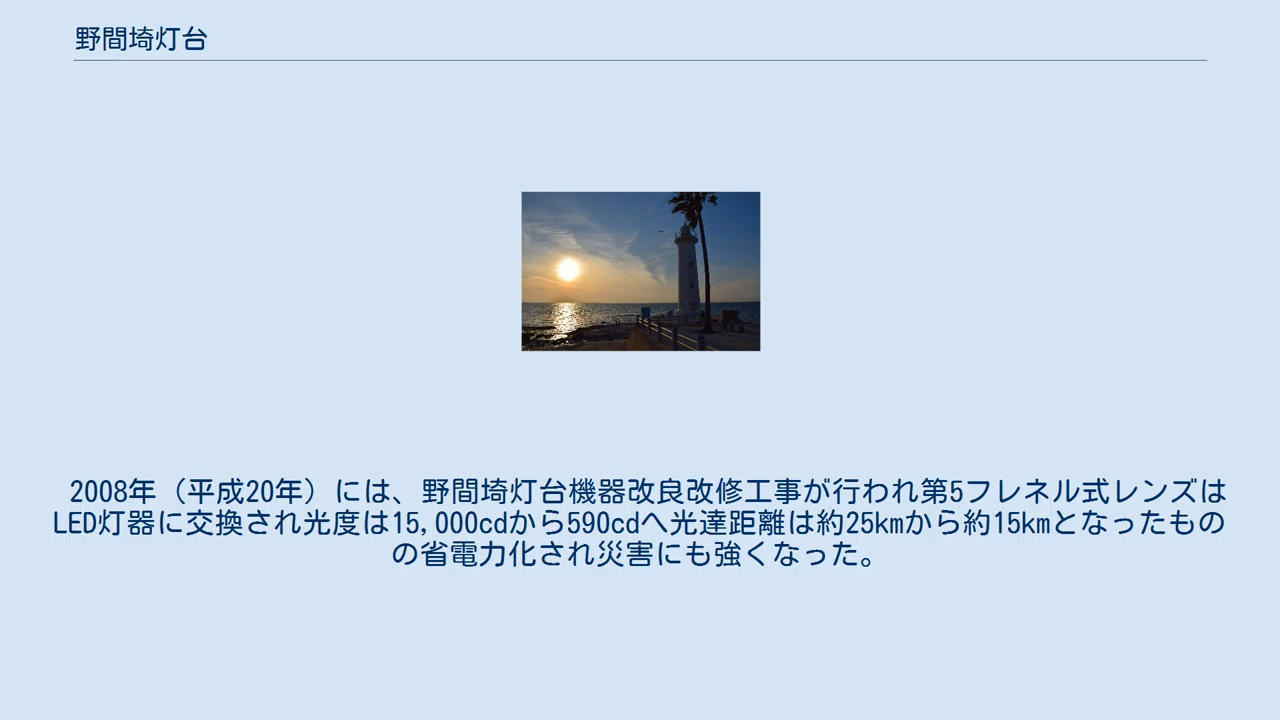 野間埼灯台
2008年（平成20年）には、野間埼灯台機器改良改修工事が行われ第5フレネル式レンズは
LED灯器に交換され光度は15,000cdから590cdへ光達距離は約25kmから約15kmとなったもの
の省電力化され災害にも強くなった。